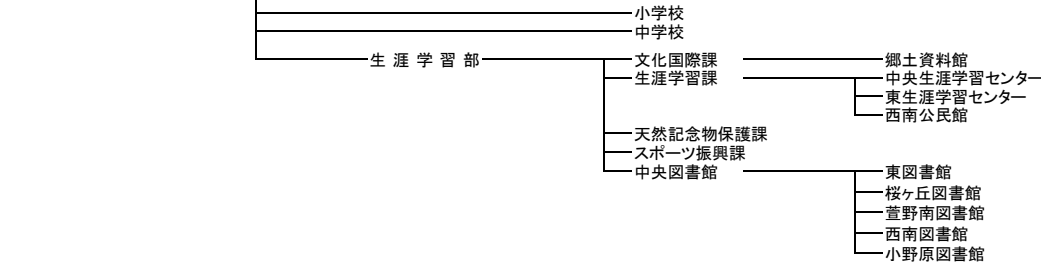 小学校
中学校
生涯学習部 文化国際課 郷土資料館
生涯学習課 中央生涯学習センター
東生涯学習センター
西南公民館
天然記念物保護課
スポーツ振興課
中央図書館 東図書館
桜ヶ丘図書館
萱野南図書館
西南図書館
小野原図書館